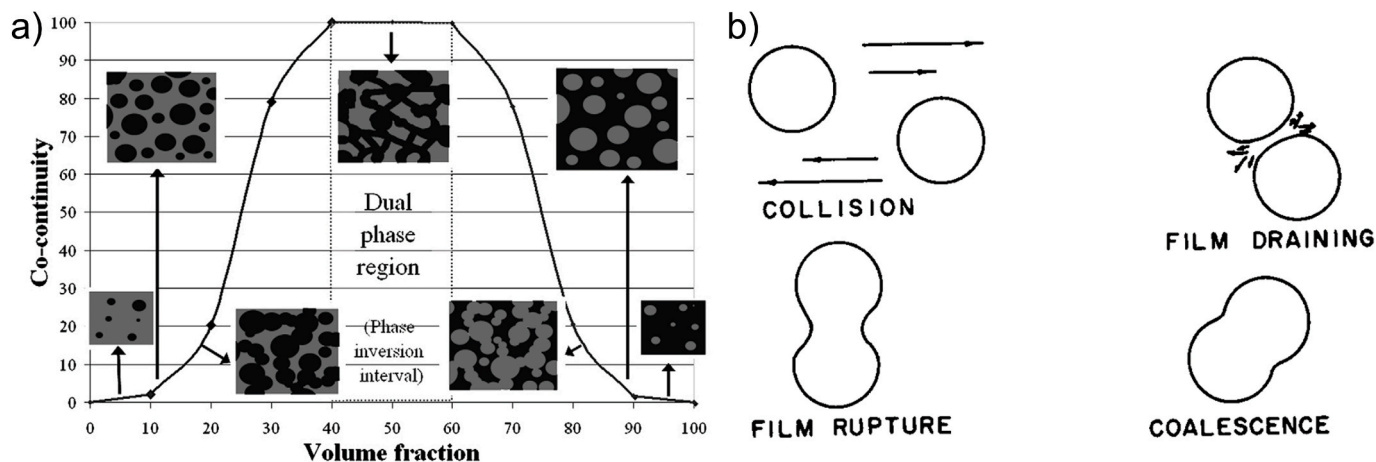 a)
Co-continuity
100
90
80
70
60
50
40
30
20
10
0
Dual
phase
region
(Phase
inversion
interval)
0 10 20 30 40 50 60 70 80 90 100
Volume fraction
b)
COLLISION
FILM DRAINING
FILM RUPTURE
COALESCENCE